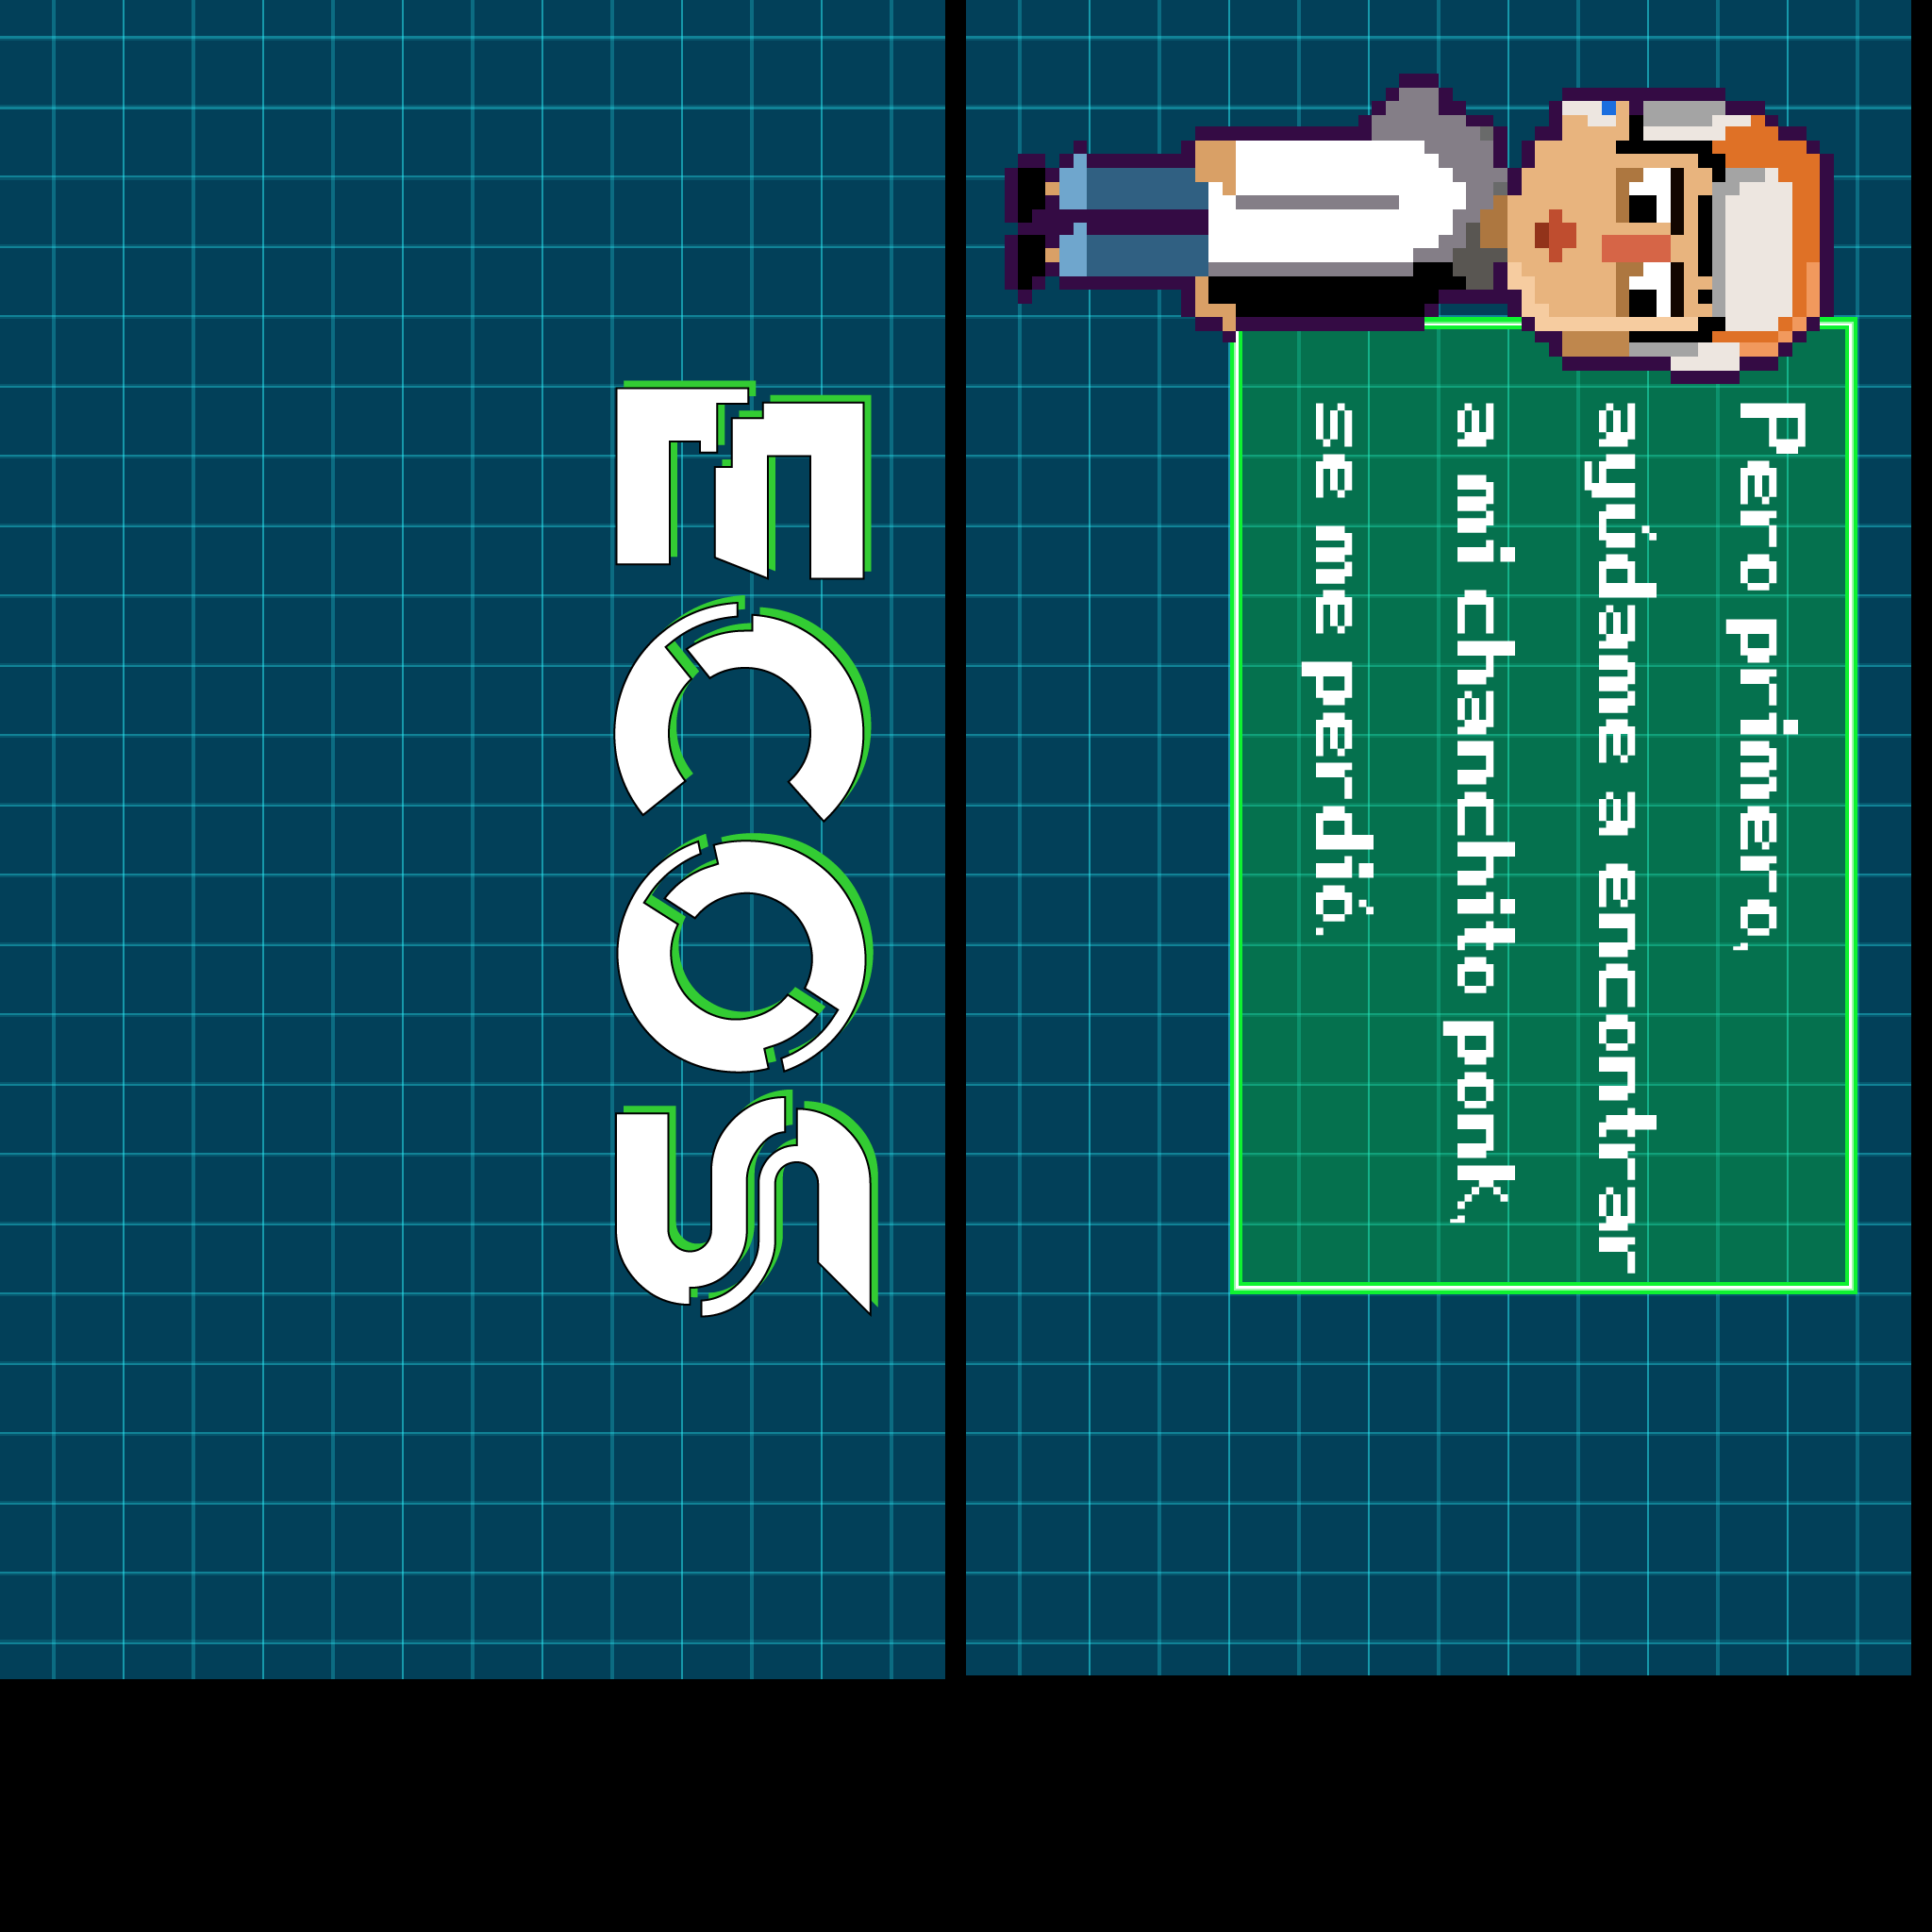 Pero primero,
ayúdame a encontrar
a mi chanchito ponk,
se me perdió.
ECOS